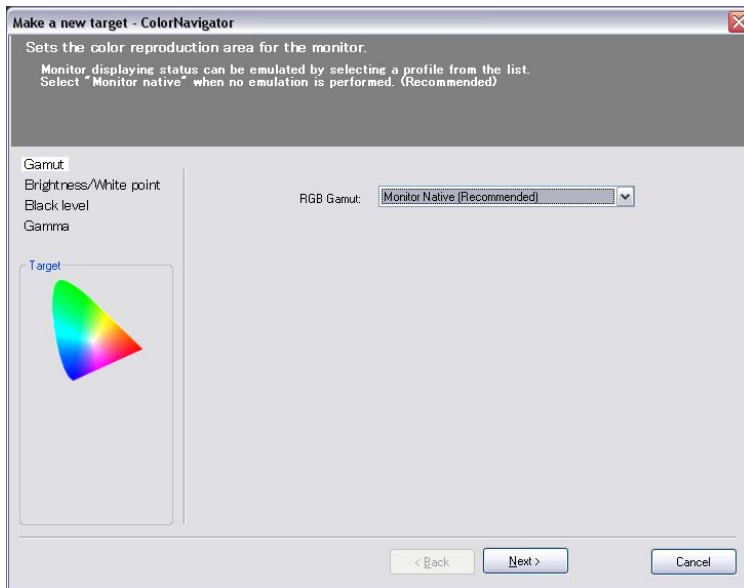 Make a new target - ColorNavigator
Sets the color reproduction area for the monitor.
Monitor displaying status can be emulated by selecting a profile from the list.
Select "Monitor native" when no emulation is performed. (Recommended)
Gamut
Brightness/White point
Black level
Gamma
RGB Gamut: Monitor Native (Recommended)
Target
< Back
Next >
Cancel